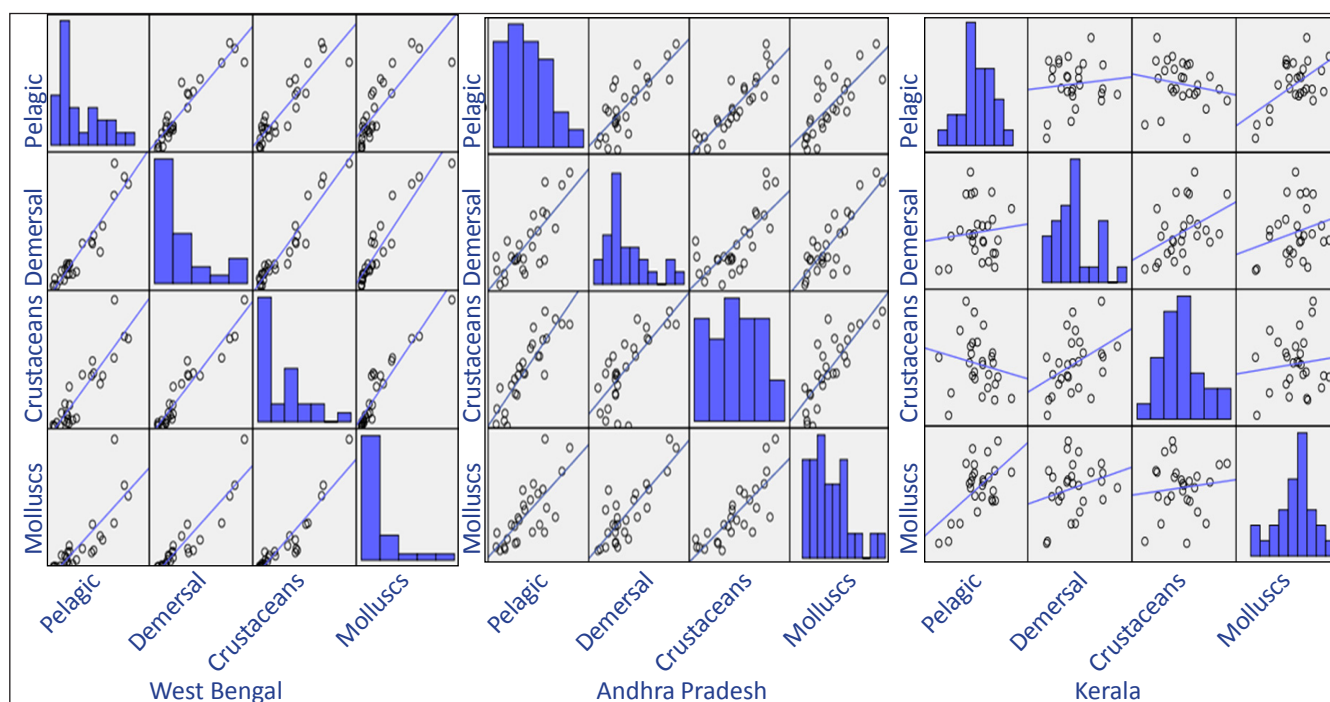 Pelagic
Demersal
Crustaceans
Molluscs
Pelagic
Demersal
Crustaceans
Molluscs
West Bengal
Pelagic
Demersal
Crustaceans
Molluscs
Pelagic
Demersal
Crustaceans
Molluscs
Andhra Pradesh
Pelagic
Demersal
Crustaceans
Molluscs
Pelagic
Demersal
Crustaceans
Molluscs
Kerala